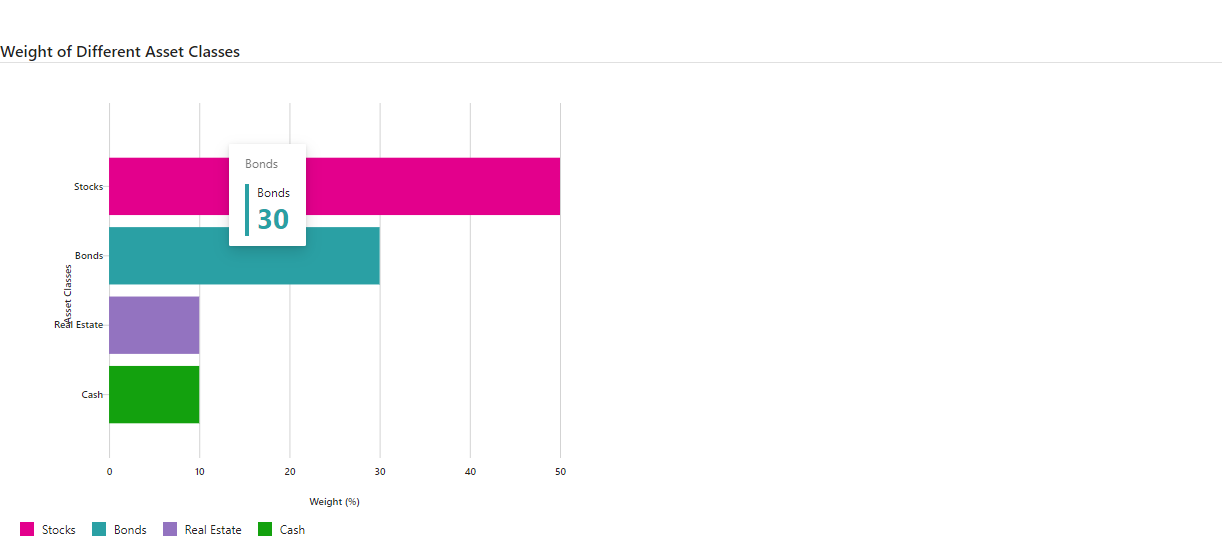 Weight of Different Asset Classes
Bonds
Bonds
30
Stocks
Bonds
Asset Classes
Real Estate
Cash
0 10 20 30 40 50
Weight (%)
Stocks Bonds Real Estate Cash